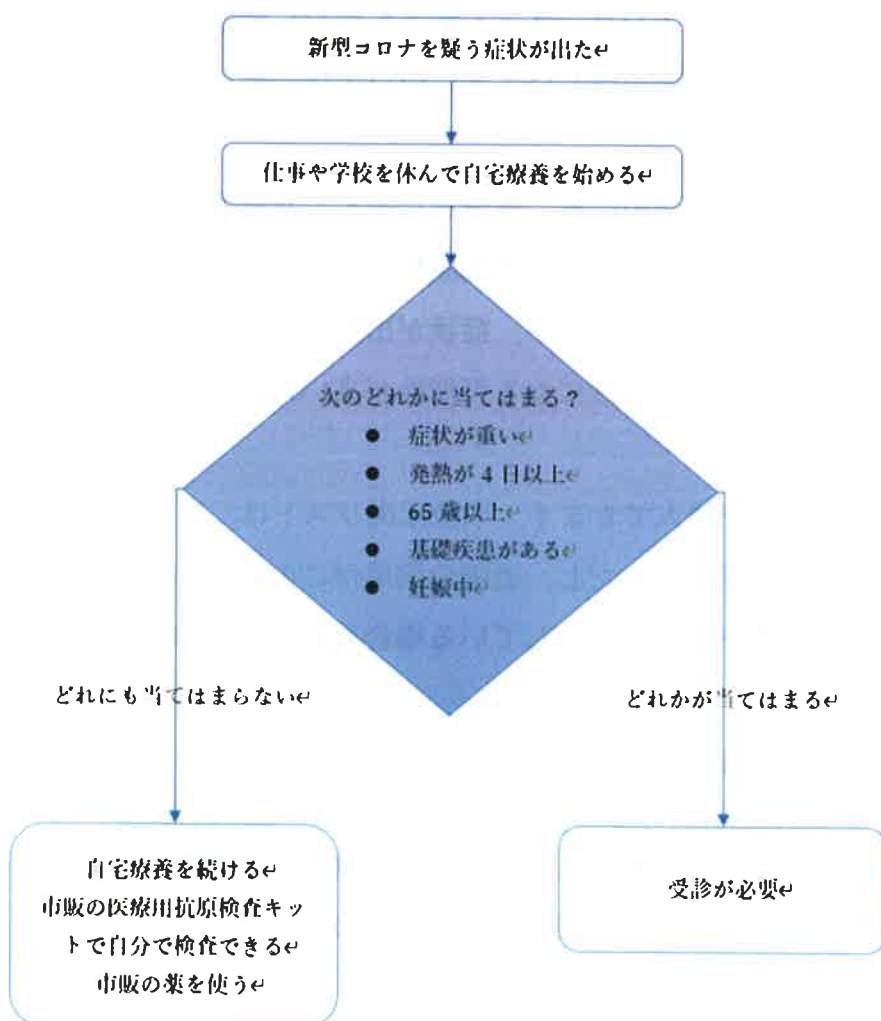 新型コロナを疑う症状が出た↵
仕事や学校を休んで自宅療養を始める↵
次のどれかに当てはまる?
● 症状が重い↵
● 発熱が 4 日以上↵
● 65 歳以上↵
● 基礎疾患がある↵
● 妊娠中↵
どれにも当てはまらない↵
どれかが当てはまる↵
自宅療養を続ける↵
市販の医療用抗原検査キッ
トで自分で検査できる↵
市販の薬を使う↵
受診が必要↵